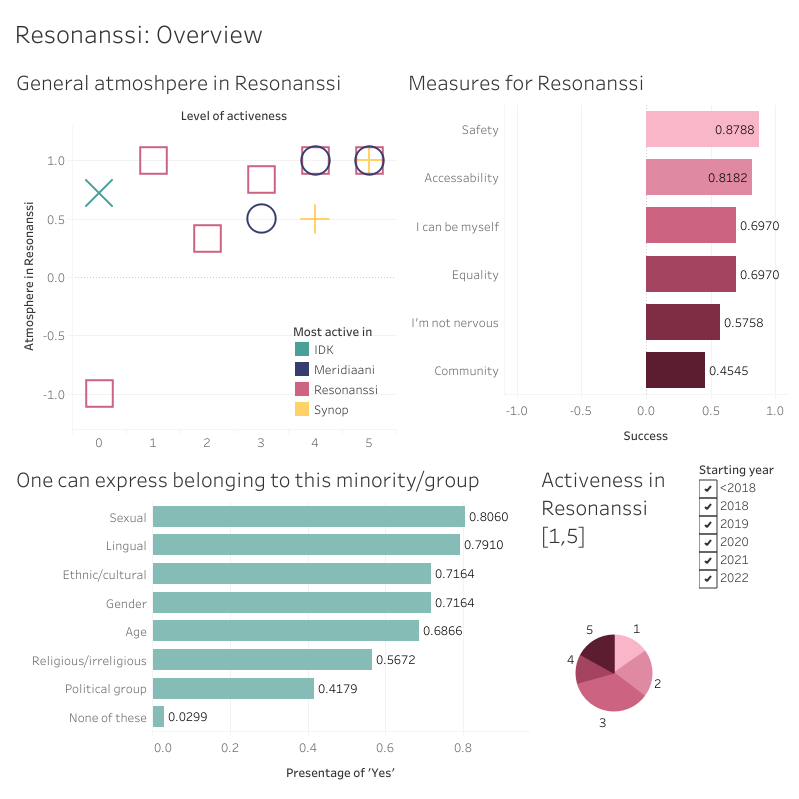 Resonanssi: Overview
General atmoshpere in Resonanssi
Level of activeness
Atmosphere in Resonanssi
1.0
0.5
0.0
-0.5
-1.0
0 1 2 3 4 5
Most active in
IDK
Meridiaani
Resonanssi
Synop
Measures for Resonanssi
Safety 0.8788
Accessability 0.8182
I can be myself 0.6970
Equality 0.6970
I'm not nervous 0.5758
Community 0.4545
-1.0 -0.5 0.0 0.5 1.0
Success
One can express belonging to this minority/group
Sexual 0.8060
Lingual 0.7910
Ethnic/cultural 0.7164
Gender 0.7164
Age 0.6866
Religious/irreligious 0.5672
Political group 0.4179
None of these 0.0299
0.0 0.2 0.4 0.6 0.8
Presentage of 'Yes'
Activeness in
Resonanssi
[1,5]
Starting year
<2018
2018
2019
2020
2021
2022
5 1
4 2
3